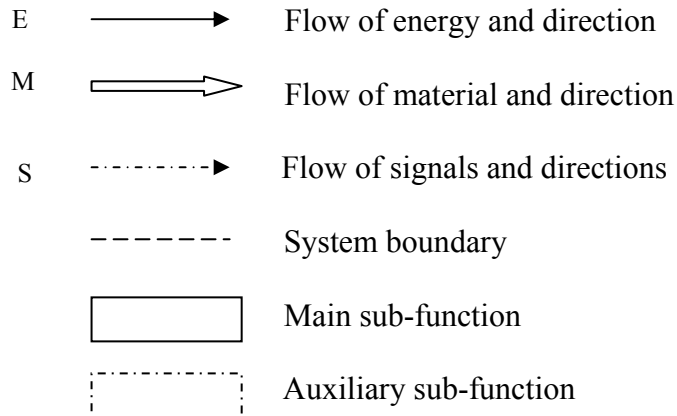 E Flow of energy and direction
M Flow of material and direction
S Flow of signals and directions
System boundary
Main sub-function
Auxiliary sub-function